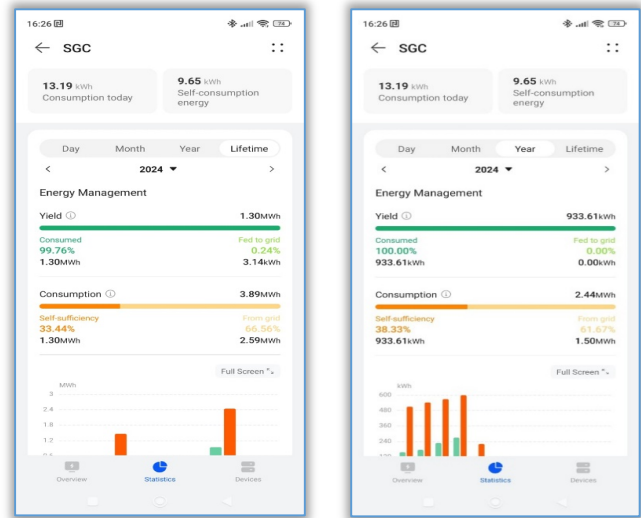 16:26
74
SGC
13.19 kWh
Consumption today
9.65 kWh
Self-consumption
energy
Day Month Year Lifetime
2024
Energy Management
Yield 1.30MWh
Consumed Fed to grid
99.76% 0.24%
1.30MWh 3.14kWh
Consumption 3.89MWh
Self-sufficiency From grid
33.44% 66.56%
1.30MWh 2.59MWh
Full Screen
MWh
3
2.4
1.8
1.2
Overview Statistics Devices
16:26
74
SGC
13.19 kWh
Consumption today
9.65 kWh
Self-consumption
energy
Day Month Year Lifetime
2024
Energy Management
Yield 933.61kWh
Consumed Fed to grid
100.00% 0.00%
933.61kWh 0.00kWh
Consumption 2.44MWh
Self-sufficiency From grid
38.33% 61.67%
933.61kWh 1.50MWh
Full Screen
kWh
600
480
360
240
Overview Statistics Devices